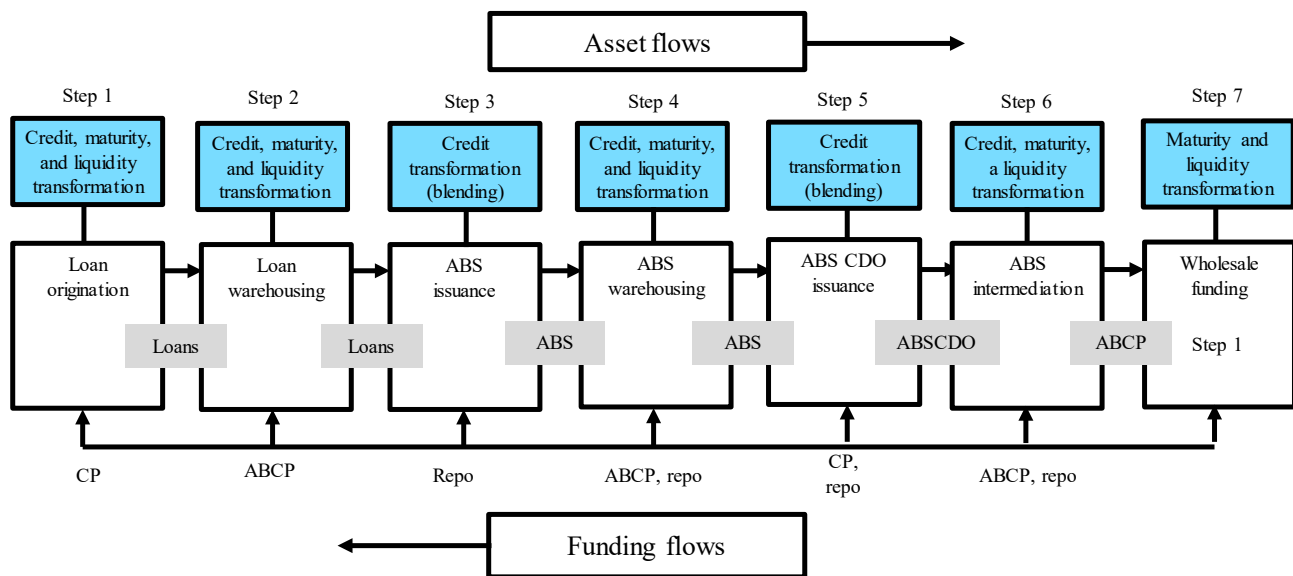 Asset flows
Step 1
Step 2
Step 3
Step 4
Step 5
Step 6
Step 7
Credit, maturity,
and liquidity
transformation
Credit, maturity,
and liquidity
transformation
Credit
transformation
(blending)
Credit, maturity,
and liquidity
transformation
Credit
transformation
(blending)
Credit, maturity,
a liquidity
transformation
Maturity and
liquidity
transformation
Loan
origination
Loan
warehousing
ABS
issuance
ABS
warehousing
ABS CDO
issuance
ABS
intermediation
Wholesale
funding
Loans
Loans
ABS
ABS
ABSCDO
ABCP
Step 1
CP
ABCP
Repo
ABCP, repo
CP,
repo
ABCP, repo
Funding flows